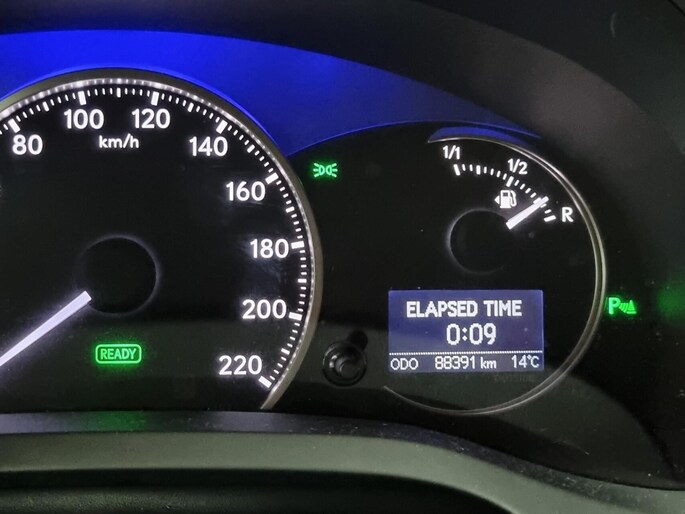 80 100 120 140 160 180 200 220
km/h
READY
1/1 1/2 R
P
ELAPSED TIME
0:09
ODO 88391 km 14°C